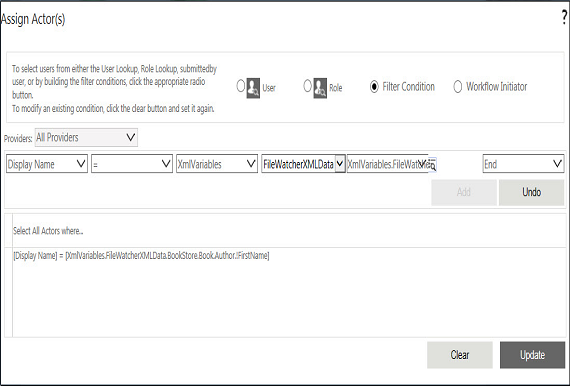 Assign Actor(s)
?
To select users from either the User Lookup, Role Lookup, submittedby
user, or by building the filter conditions, click the appropriate radio
button.
To modify an existing condition, click the clear button and set it again.
User
Role
Filter Condition
Workflow Initiator
Providers: All Providers
Display Name = XmlVariables FileWatcherXMLData XmlVariables.FileWatch End
Add Undo
Select All Actors where...
[Display Name] = [XmlVariables.FileWatcherXMLData.BookStore.Book.Author.!FirstName]
Clear Update